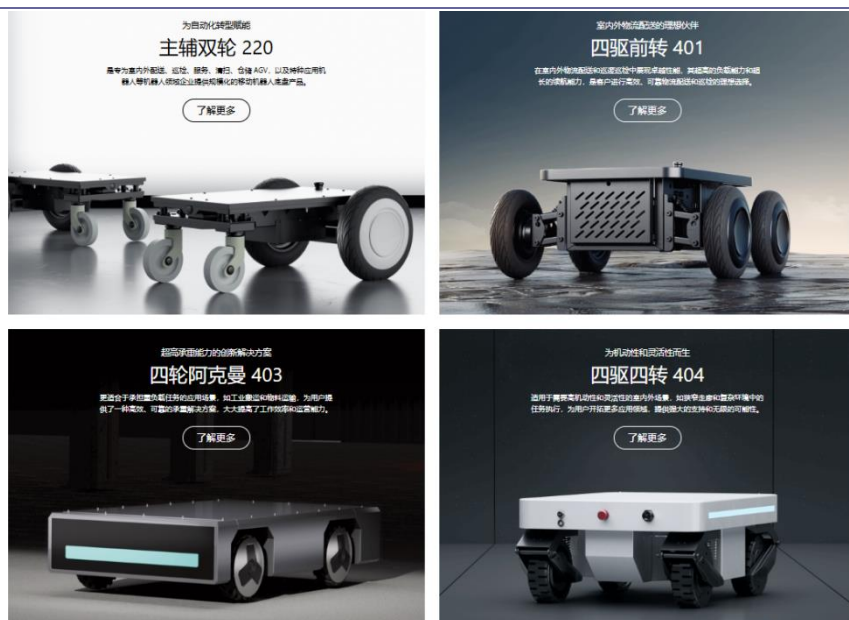 为自动化转型赋能
主辅双轮 220
是专为室内外配送、巡检、服务、清扫、仓储 AGV，以及特种应用机
器人等机器人领域企业提供规模化的移动机器人底盘产品。
了解更多
室内外物流配送的理想伙伴
四驱前转 401
在室内外物流配送和巡逻巡检中展现卓越性能，其超高的负载能力和超
长的续航能力，是客户进行高效、可靠物流配送和巡检的理想选择。
了解更多
超高承重能力的创新解决方案
四轮阿克曼 403
更适合于承担重负载任务的应用场景，如工业搬运和物料运输，为用户提
供了一种高效、可靠的承重解决方案，大大提高了工作效率和运营能力。
了解更多
为机动性和灵活性而生
四驱四转 404
适用于需要高机动性和灵活性的室内外场景，如狭窄走廊和复杂环境中的
任务执行，为用户开拓更多应用领域，提供强大的支持和无限的可能性。
了解更多